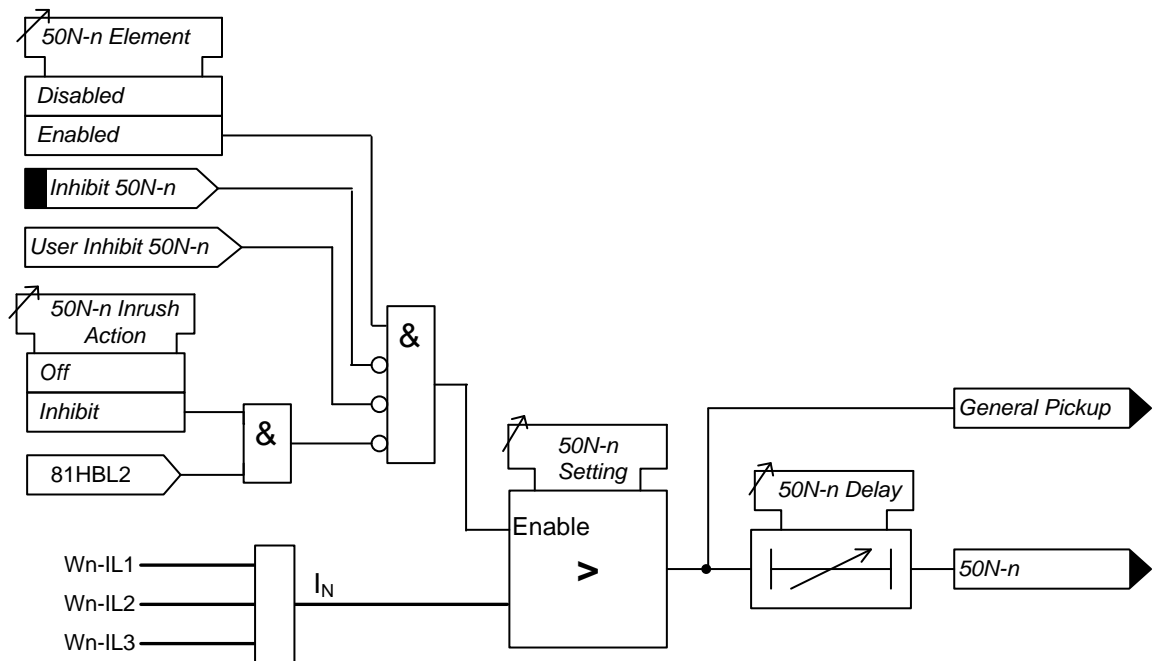 50N-n Element
Disabled
Enabled
Inhibit 50N-n
User Inhibit 50N-n
50N-n Inrush
Action
Off
Inhibit
81HBL2
&
&
50N-n
Setting
Enable
>
Wn-IL1
Wn-IL2
Wn-IL3
IN
General Pickup
50N-n Delay
50N-n